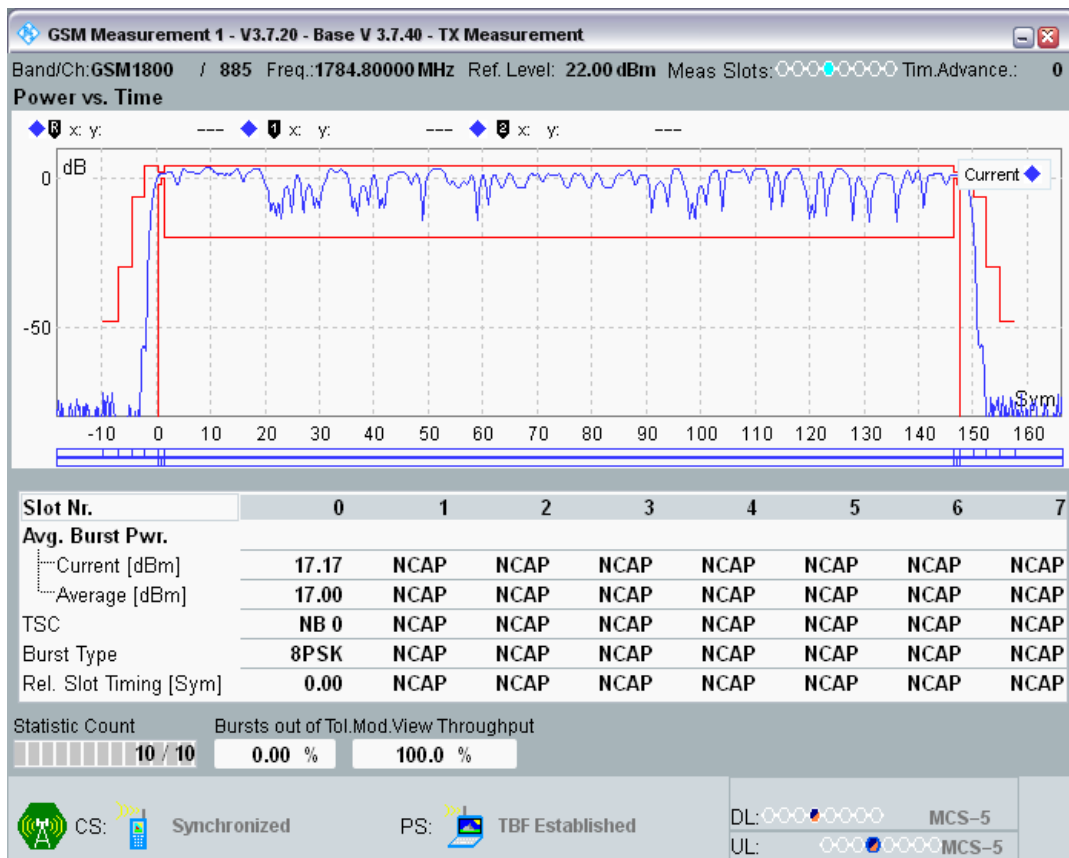 GSM Measurement 1 - V3.7.20 - Base V 3.7.40 - TX Measurement
Band/Ch:GSM1800 / 885 Freq.:1784.80000 MHz Ref. Level: 22.00 dBm Meas Slots: Tim.Advance.: 0
Power vs. Time
R x: y: --- 1 x: y: --- 2 x: y: ---
dB
Current
0
-50
Sym
-10 0 10 20 30 40 50 60 70 80 90 100 110 120 130 140 150 160
Slot Nr. 0 1 2 3 4 5 6 7
Avg. Burst Pwr.
Current [dBm] 17.17 NCAP NCAP NCAP NCAP NCAP NCAP NCAP
Average [dBm] 17.00 NCAP NCAP NCAP NCAP NCAP NCAP NCAP
TSC NB 0 NCAP NCAP NCAP NCAP NCAP NCAP NCAP
Burst Type 8PSK NCAP NCAP NCAP NCAP NCAP NCAP NCAP
Rel. Slot Timing [Sym] 0.00 NCAP NCAP NCAP NCAP NCAP NCAP NCAP
Statistic Count Bursts out of Tol.Mod.View Throughput
10 / 10 0.00 % 100.0 %
CS: Synchronized PS: TBF Established
DL: MCS-5
UL: MCS-5